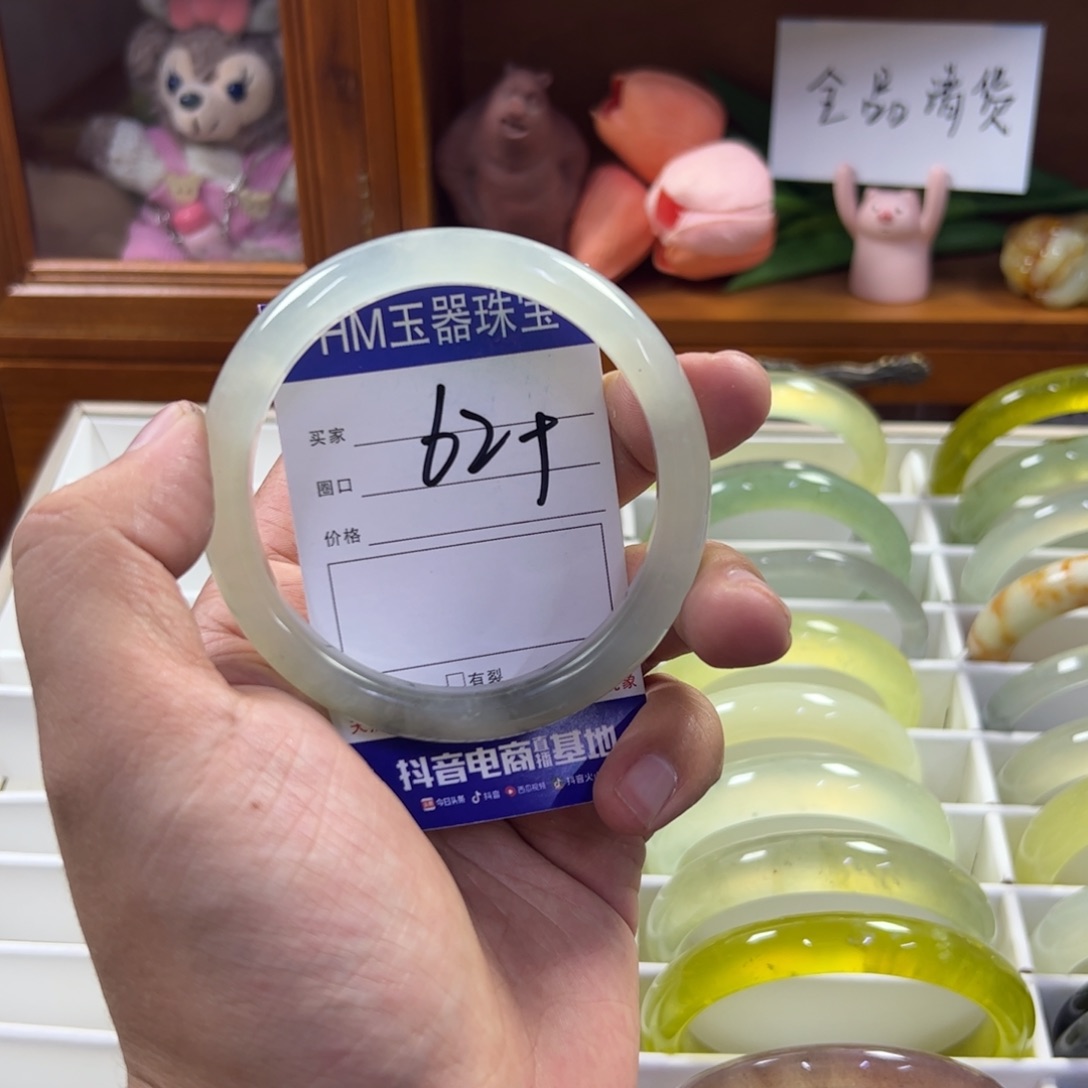 全品清货
HM玉器珠宝
买家
圈口
62+
价格
有裂
抖音电商直播基地
今日头条 抖音 西瓜视频 抖音火